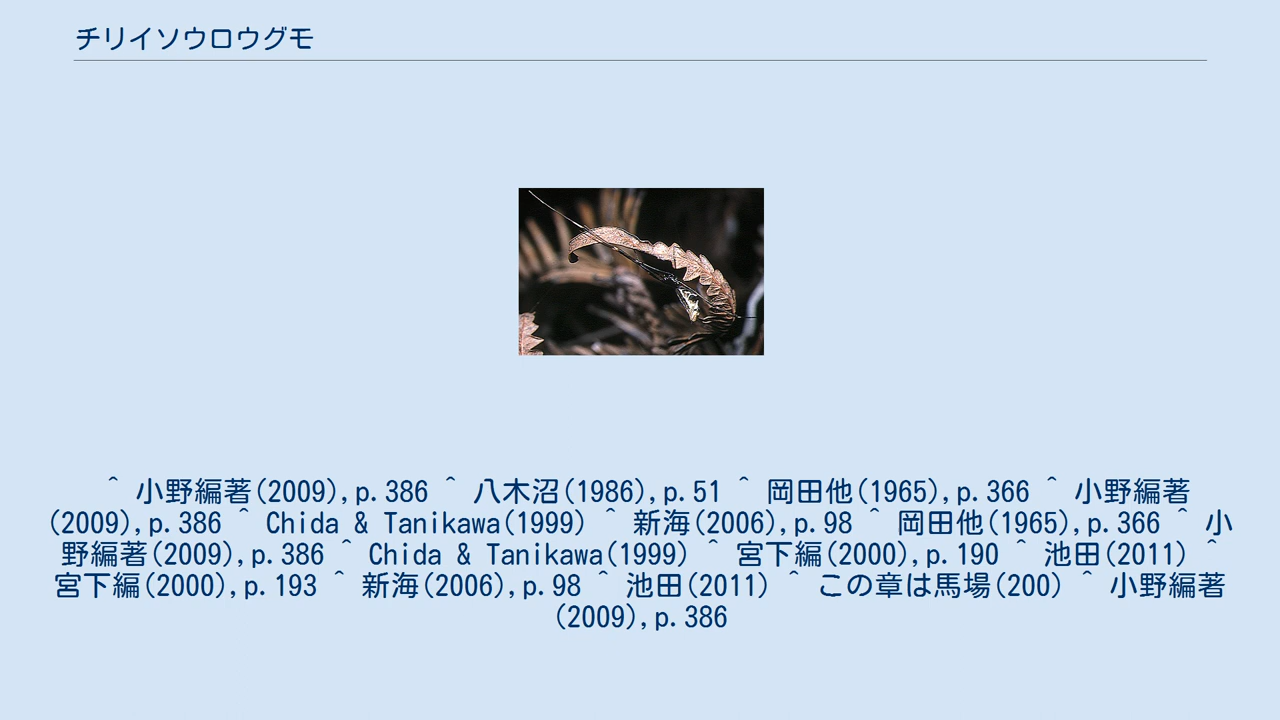 チリイソウロウグモ
^ 小野編著(2009),p.386 ^ 八木沼(1986),p.51 ^ 岡田他(1965),p.366 ^ 小野編著
(2009),p.386 ^ Chida & Tanikawa(1999) ^ 新海(2006),p.98 ^ 岡田他(1965),p.366 ^ 小
野編著(2009),p.386 ^ Chida & Tanikawa(1999) ^ 宮下編(2000),p.190 ^ 池田(2011) ^
宮下編(2000),p.193 ^ 新海(2006),p.98 ^ 池田(2011) ^ この章は馬場(200) ^ 小野編著
(2009),p.386